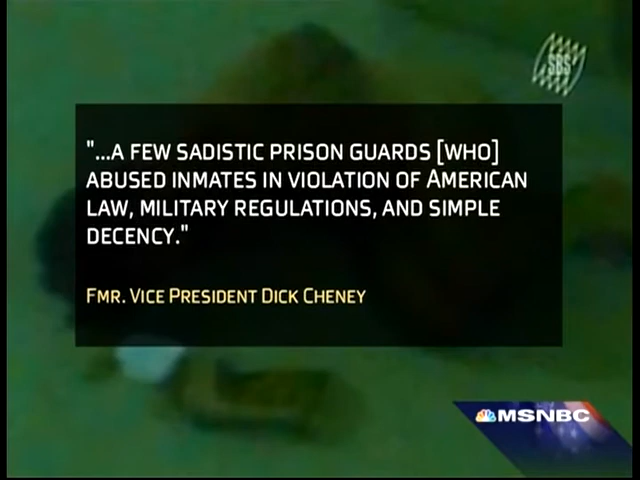 SBS
"...A FEW SADISTIC PRISON GUARDS [WHO]
ABUSED INMATES IN VIOLATION OF AMERICAN
LAW, MILITARY REGULATIONS, AND SIMPLE
DECENCY."
FMR. VICE PRESIDENT DICK CHENEY
MSNBC